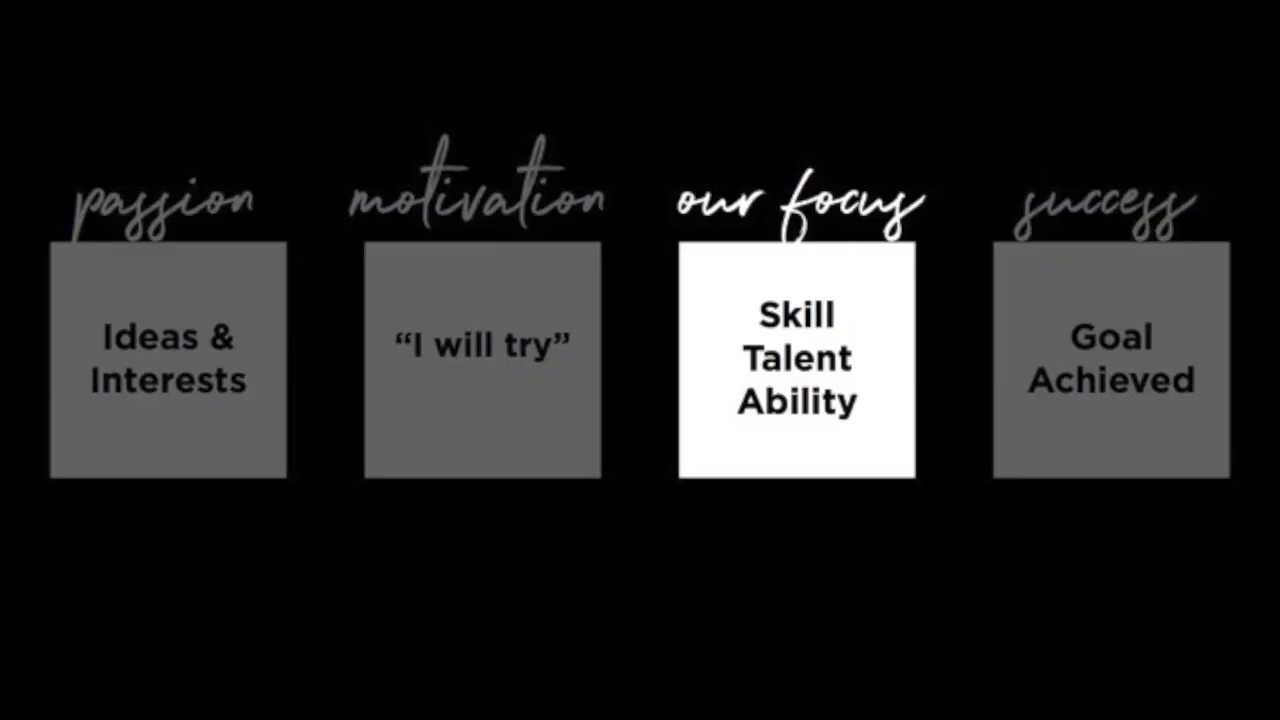 passion
Ideas &
Interests
motivation
“I will try”
our focus
Skill
Talent
Ability
success
Goal
Achieved